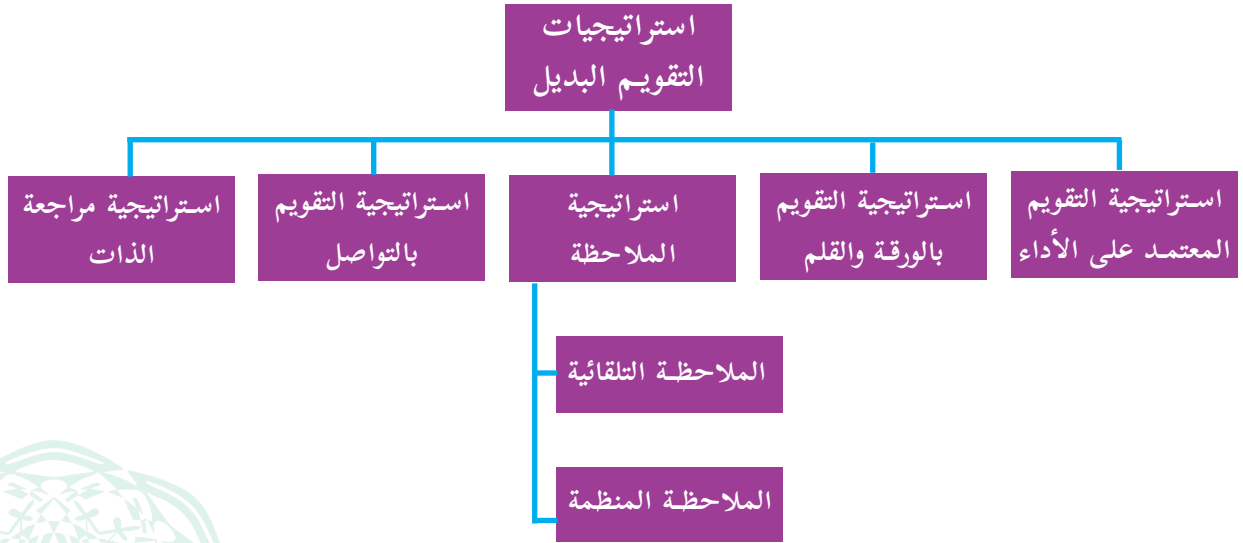 استراتيجيات
التقويم البديل
استراتيجية التقويم
المعتمد على الأداء
استراتيجية التقويم
بالورقة والقلم
استراتيجية
الملاحظة
استراتيجية التقويم
بالتواصل
استراتيجية مراجعة
الذات
الملاحظة التلقائية
الملاحظة المنظمة